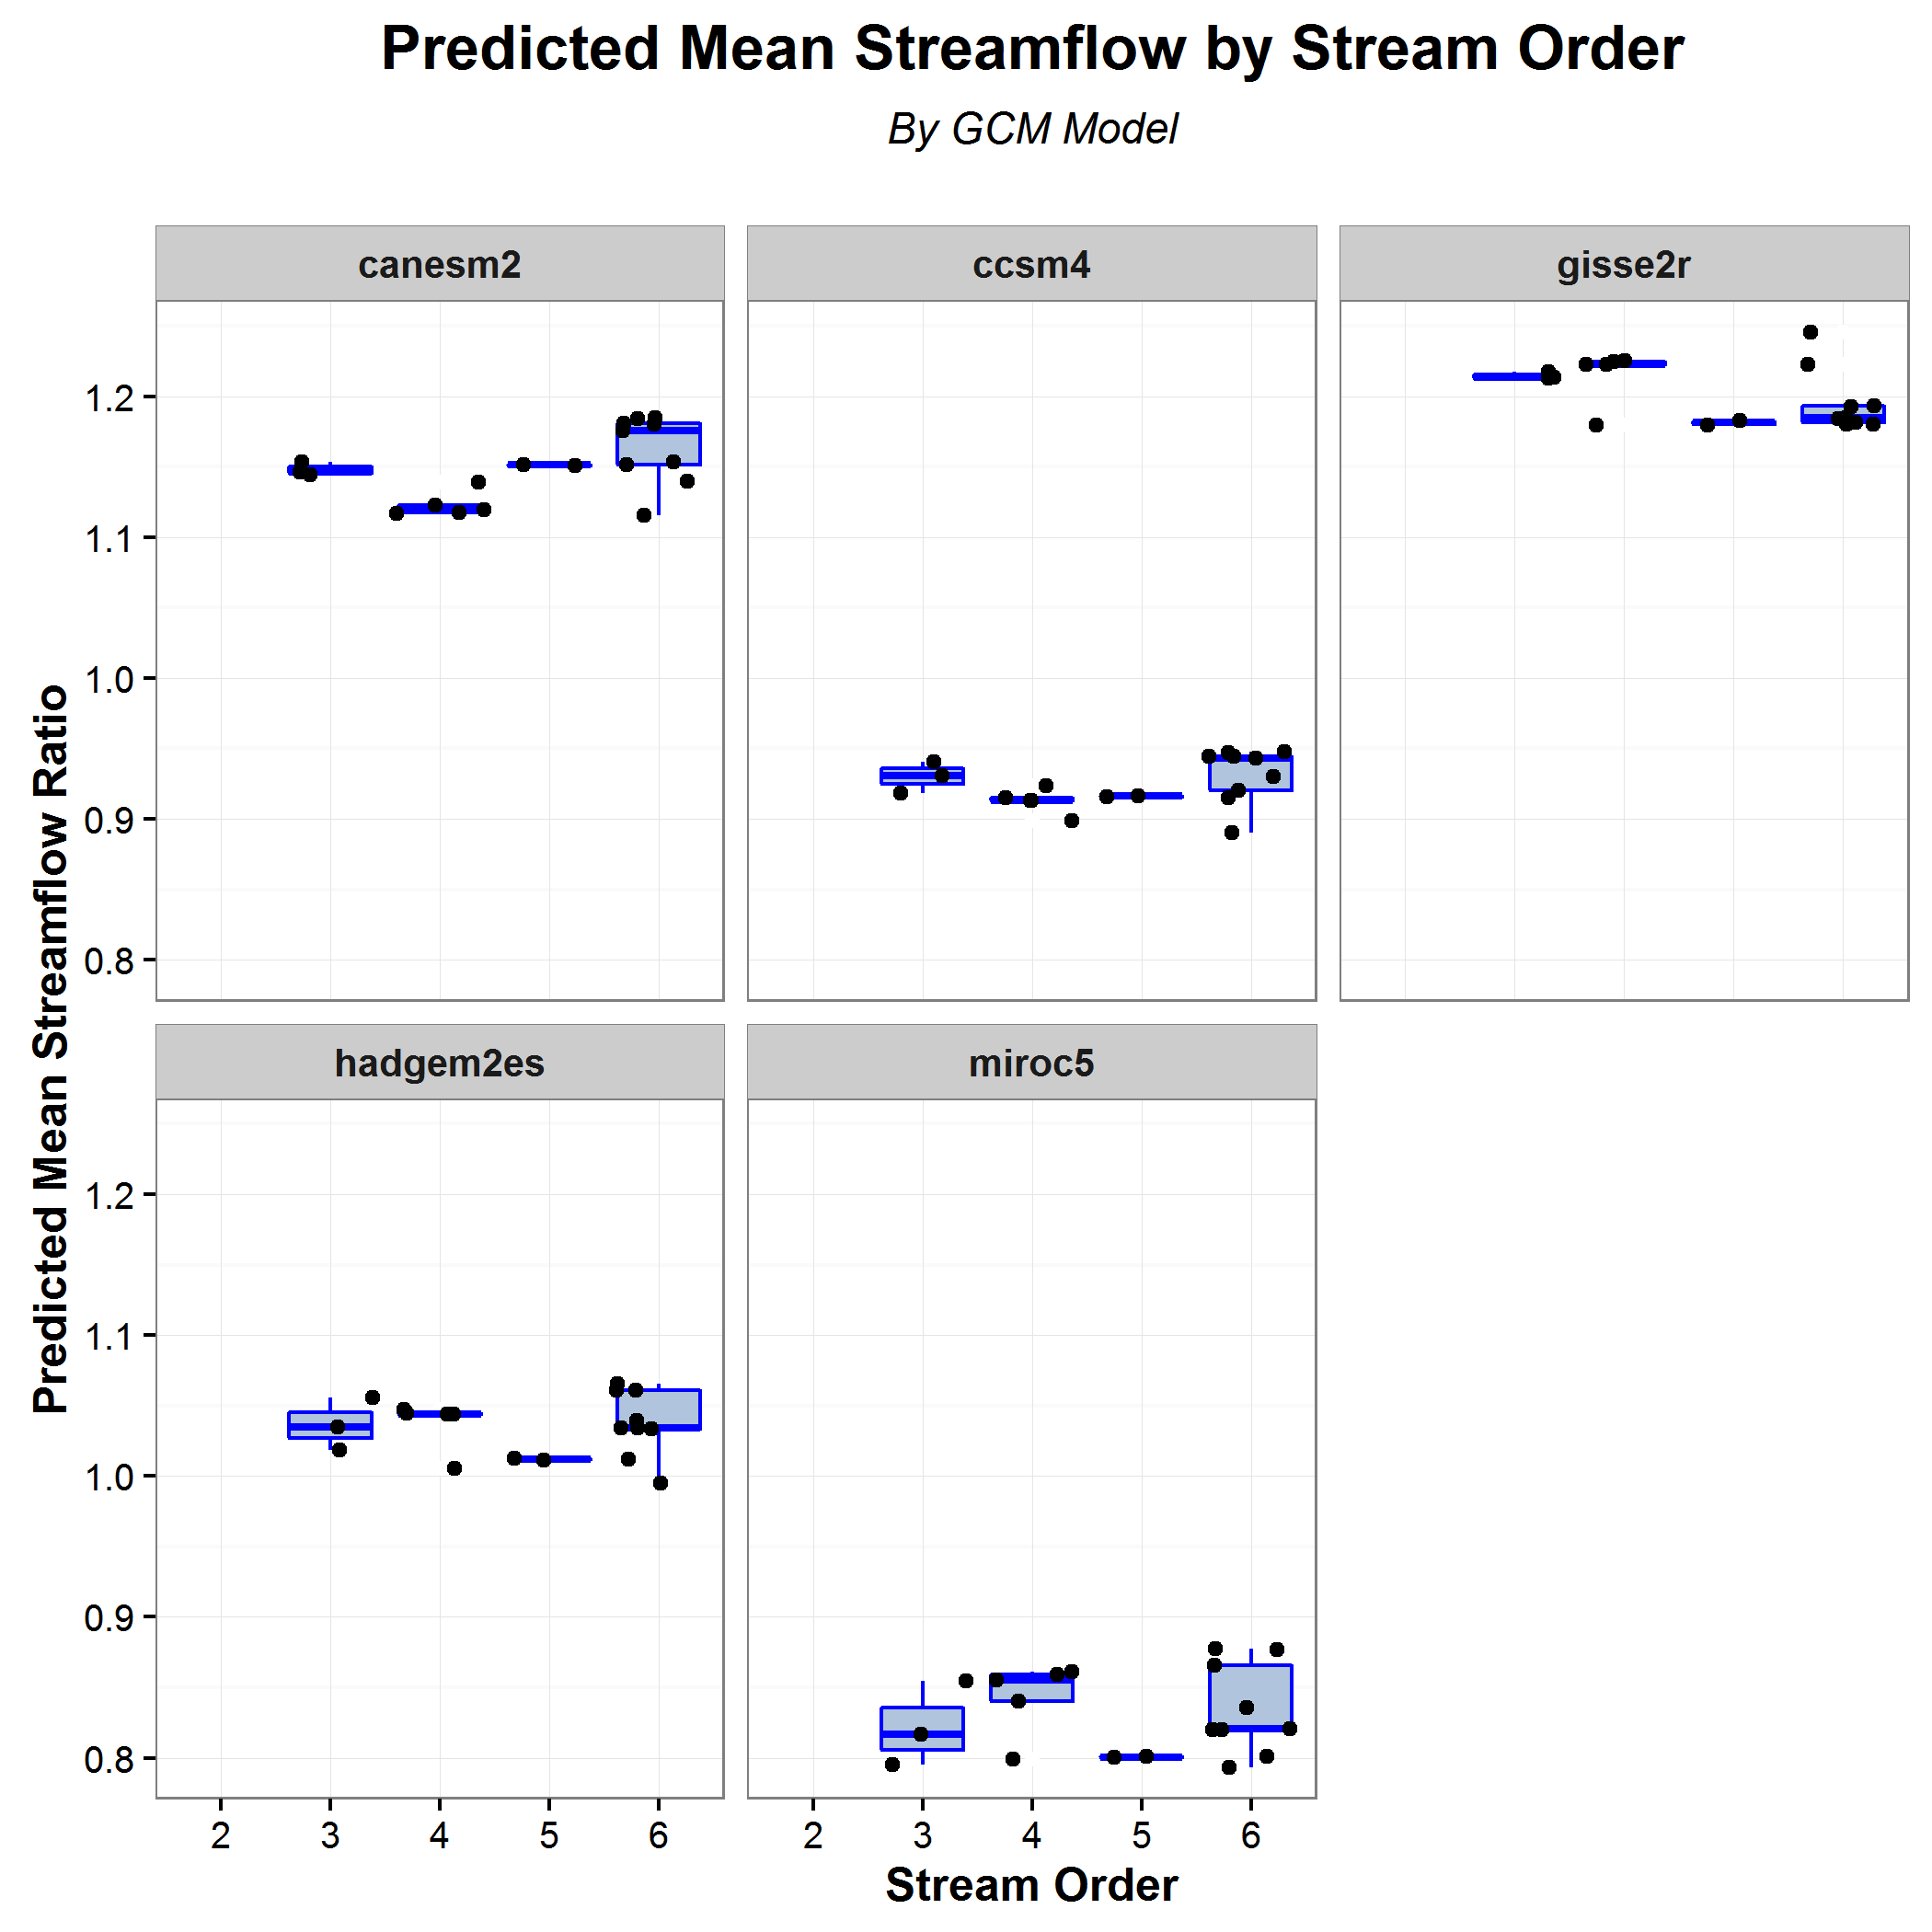 Predicted Mean Streamflow by Stream Order
By GCM Model
canesm2
ccsm4
gisse2r
1.2
1.1
1.0
0.9
0.8
Predicted Mean Streamflow Ratio
hadgem2es
miroc5
1.2
1.1
1.0
0.9
0.8
2 3 4 5 6
2 3 4 5 6
Stream Order